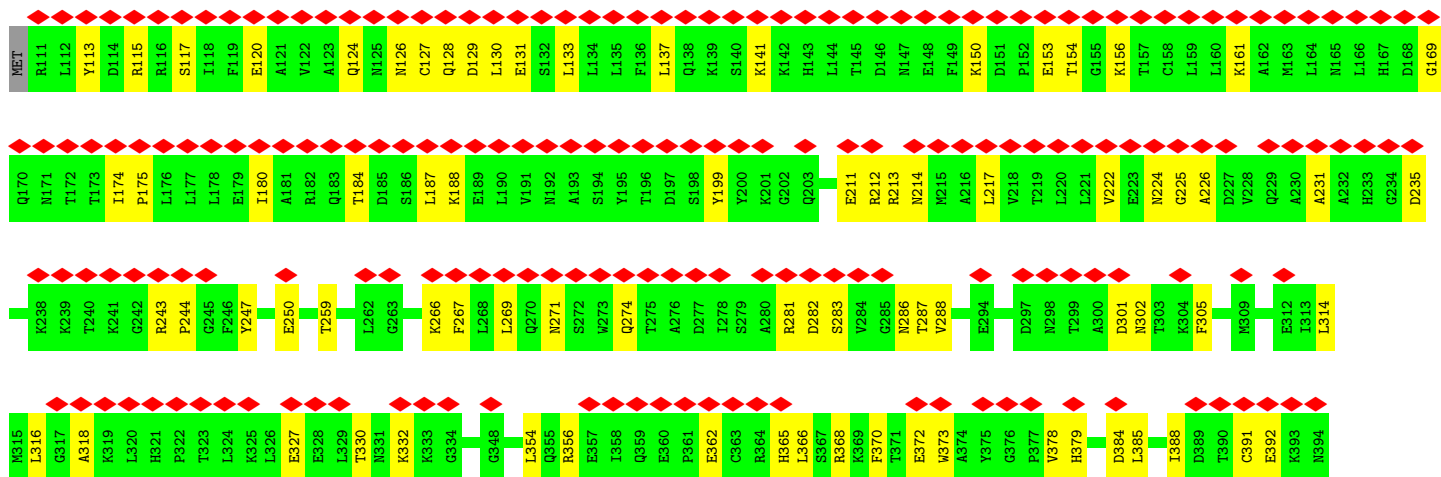 MET R111 L112 Y113 D114 R115 R116 S117 I118 F119 E120 A121 V122 A123 Q124 N125 N126 C127 Q128 D129 L130 E131 S132 L133 L134 L135 F136 L137 Q138 K139 S140 K141 K142 H143 L144 T145 D146 N147 E148 F149 K150 D151 P152 E153 T154 G155 K156 T157 C158 L159 L160 K161 A162 M163 L164 N165 L166 H167 D168 G169
Q170 N171 T172 T173 I174 P175 L176 L177 L178 E179 I180 A181 R182 Q183 T184 D185 S186 L187 K188 E189 L190 V191 N192 A193 S194 Y195 T196 D197 S198 Y199 Y200 K201 G202 Q203 E211 R212 R213 N214 M215 A216 L217 V218 T219 L220 L221 V222 E223 N224 G225 A226 D227 V228 Q229 A230 A231 A232 H233 G234 D235
K238 K239 T240 K241 G242 R243 P244 G245 F246 Y247 E250 T259 L262 G263 K266 F267 L268 L269 Q270 N271 S272 W273 Q274 T275 A276 D277 I278 S279 A280 R281 D282 S283 V284 G285 N286 T287 V288 E294 D297 N298 T299 A300 D301 N302 T303 K304 F305 M309 E312 I313 L314
M315 L316 G317 A318 K319 L320 H321 P322 T323 L324 K325 L326 E327 E328 L329 T330 N331 K332 K333 G334 G348 L354 Q355 R356 E357 I358 Q359 E360 P361 E362 C363 R364 H365 L366 S367 R368 K369 F370 T371 E372 W373 A374 Y375 G376 P377 V378 H379 D384 L385 I388 D389 T390 C391 E392 K393 N394